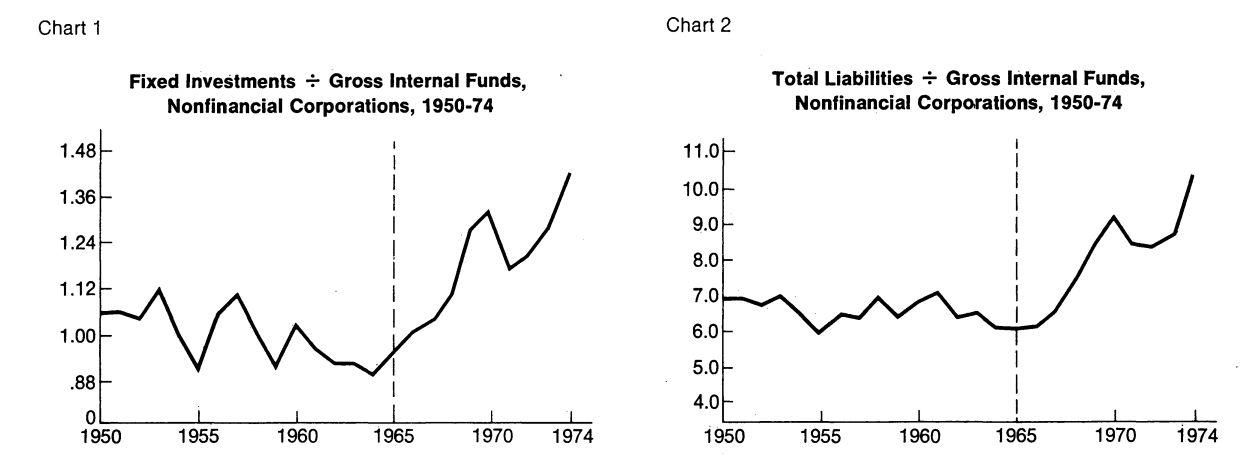 Chart 1
Fixed Investments ÷ Gross Internal Funds,
Nonfinancial Corporations, 1950-74
1.48
1.36
1.24
1.12
1.00
.88
0
1950 1955 1960 1965 1970 1974
Chart 2
Total Liabilities ÷ Gross Internal Funds,
Nonfinancial Corporations, 1950-74
11.0
10.0
9.0
8.0
7.0
6.0
5.0
4.0
1950 1955 1960 1965 1970 1974